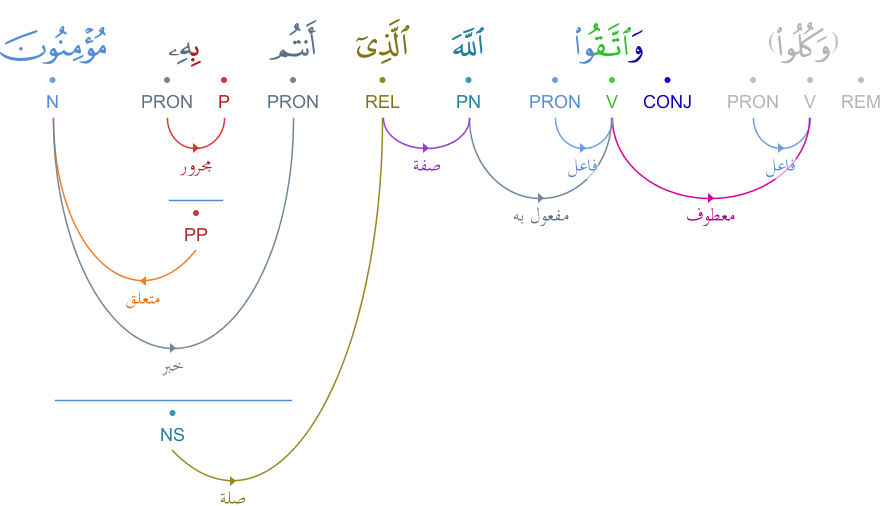 (وَكُلُوا۟) وَٱتَّقُوا۟ ٱللَّهَ ٱلَّذِىٓ أَنتُم بِهِۦ مُؤْمِنُونَ
REM V PRON CONJ V PRON PN REL PRON P PRON N
فاعل فاعل صفة مجرور
معطوف مفعول به
PP
متعلق
خبر
NS
صلة